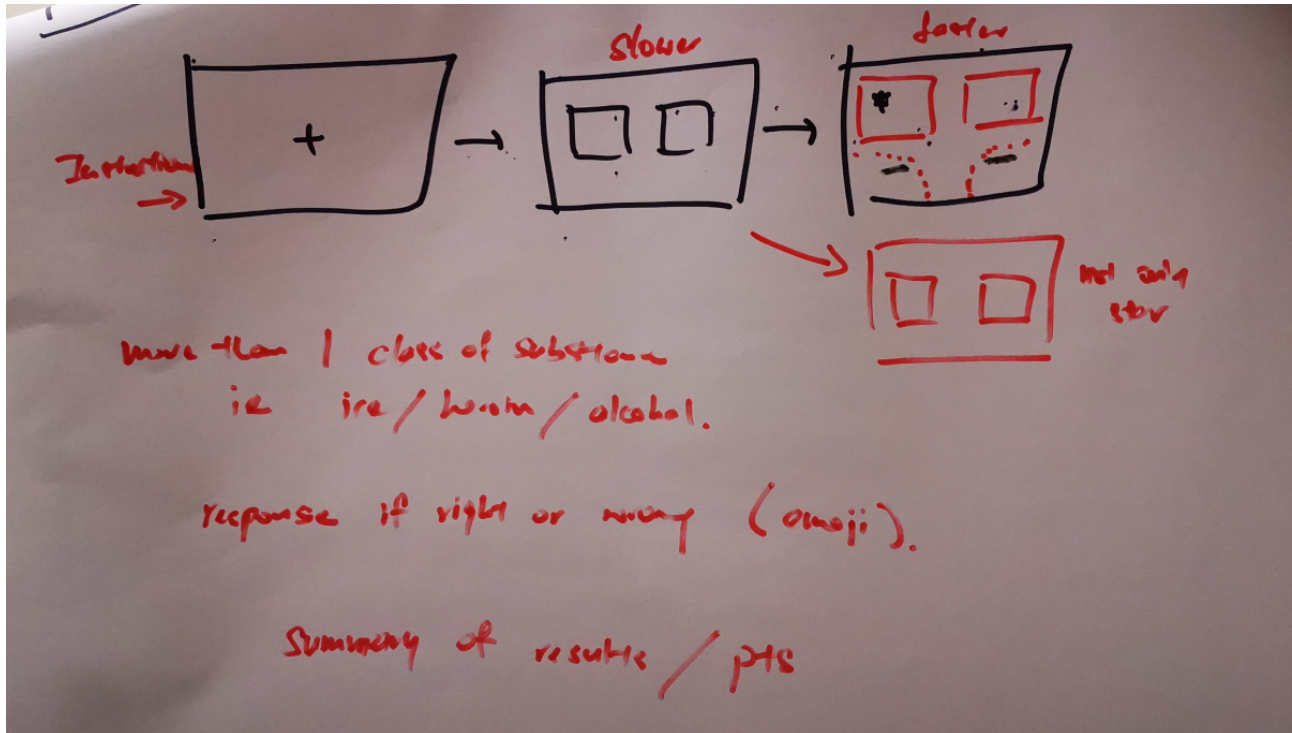 slower
faster
Instructions
+
not only
star
more than 1 class of substance
ie ice / heroin / alcohol.
response if right or wrong (emoji).
Summary of results / pts